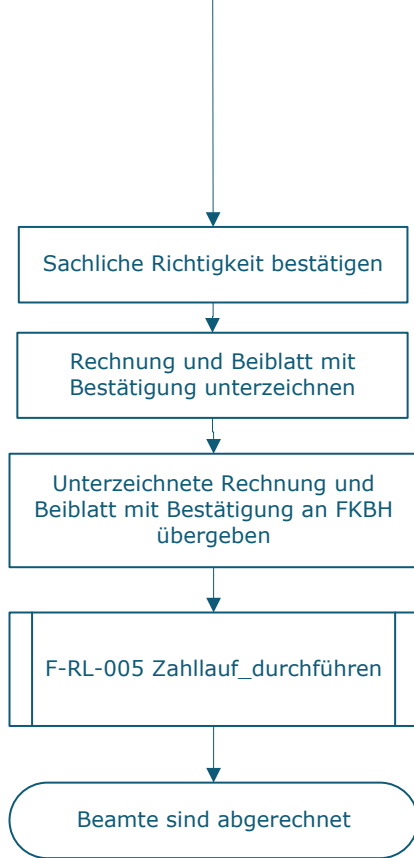 Sachliche Richtigkeit bestätigen
Rechnung und Beiblatt mit
Bestätigung unterzeichnen
Unterzeichnete Rechnung und
Beiblatt mit Bestätigung an FKBH
übergeben
F-RL-005 Zahllauf_durchführen
Beamte sind abgerechnet